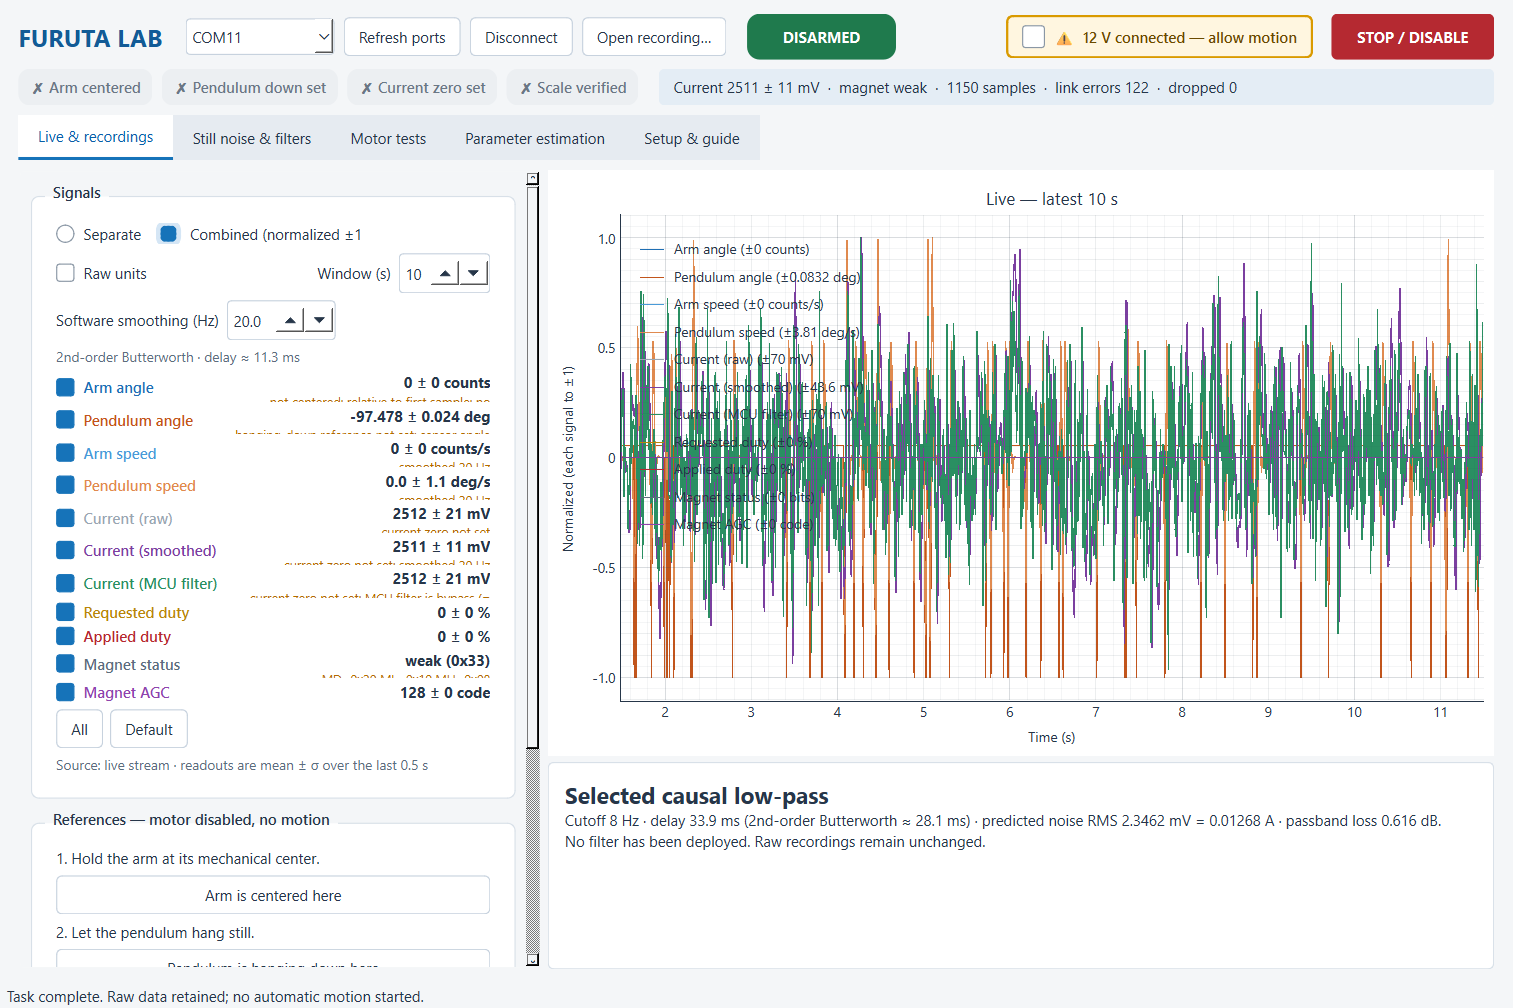 FURUTA LAB
COM11
Refresh ports
Disconnect
Open recording...
DISARMED
⚠ 12 V connected — allow motion
STOP / DISABLE
✗ Arm centered
✗ Pendulum down set
✗ Current zero set
✗ Scale verified
Current 2511 ± 11 mV · magnet weak · 1150 samples · link errors 122 · dropped 0
Live & recordings
Still noise & filters
Motor tests
Parameter estimation
Setup & guide
Signals
Separate
Combined (normalized ±1
Raw units
Window (s)
10
Software smoothing (Hz)
20.0
2nd-order Butterworth · delay ≈ 11.3 ms
Arm angle
0 ± 0 counts
Pendulum angle
-97.478 ± 0.024 deg
Arm speed
0 ± 0 counts/s
Pendulum speed
0.0 ± 1.1 deg/s
Current (raw)
2512 ± 21 mV
Current (smoothed)
2511 ± 11 mV
Current (MCU filter)
2512 ± 21 mV
Requested duty
0 ± 0 %
Applied duty
0 ± 0 %
Magnet status
weak (0x33)
Magnet AGC
128 ± 0 code
All
Default
Source: live stream · readouts are mean ± σ over the last 0.5 s
References — motor disabled, no motion
1. Hold the arm at its mechanical center.
Arm is centered here
2. Let the pendulum hang still.
Live — latest 10 s
Arm angle (±0 counts)
Pendulum angle (±0.0832 deg)
Arm speed (±0 counts/s)
Pendulum speed (±3.81 deg/s)
Current (raw) (±70 mV)
Current (smoothed) (±48.6 mV)
Current (MCU filter) (±70 mV)
Requested duty (±0 %)
Applied duty (±0 %)
Magnet status (±0 bits)
Magnet AGC (±0 code)
Normalized (each signal to ±1)
1.0
0.5
0
-0.5
-1.0
2 3 4 5 6 7 8 9 10 11
Time (s)
Selected causal low-pass
Cutoff 8 Hz · delay 33.9 ms (2nd-order Butterworth ≈ 28.1 ms) · predicted noise RMS 2.3462 mV = 0.01268 A · passband loss 0.616 dB.
No filter has been deployed. Raw recordings remain unchanged.
Task complete. Raw data retained; no automatic motion started.